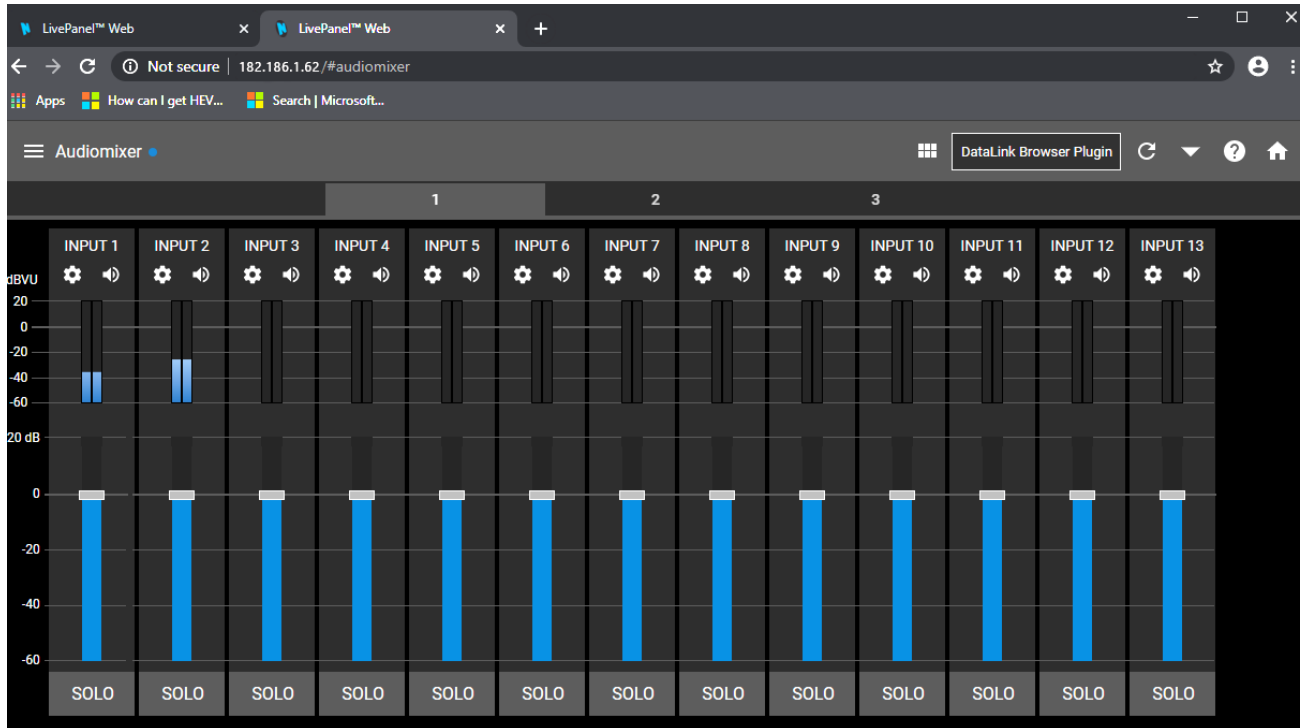 LivePanel™ Web
LivePanel™ Web
Not secure | 182.186.1.62/#audiomixer
Apps How can I get HEV... Search | Microsoft...
Audiomixer DataLink Browser Plugin
1 2 3
INPUT 1 INPUT 2 INPUT 3 INPUT 4 INPUT 5 INPUT 6 INPUT 7 INPUT 8 INPUT 9 INPUT 10 INPUT 11 INPUT 12 INPUT 13
dBVU
20
0
-20
-40
-60
20 dB
0
-20
-40
-60
SOLO SOLO SOLO SOLO SOLO SOLO SOLO SOLO SOLO SOLO SOLO SOLO SOLO